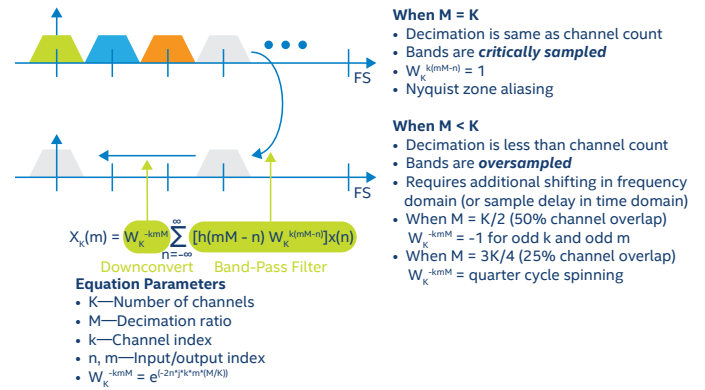 FS
FS
X_K(m) = W_K^-kmM ∞∑n=-∞ [h(mM - n) W_K^k(mM-n)]x(n)
Downconvert Band-Pass Filter
Equation Parameters
• K—Number of channels
• M—Decimation ratio
• k—Channel index
• n, m—Input/output index
• W_K^-kmM = e^(-2n*j*k*m*(M/K))
When M = K
• Decimation is same as channel count
• Bands are critically sampled
• W_K^k(mM-n) = 1
• Nyquist zone aliasing
When M < K
• Decimation is less than channel count
• Bands are oversampled
• Requires additional shifting in frequency
domain (or sample delay in time domain)
• When M = K/2 (50% channel overlap)
W_K^-kmM = -1 for odd k and odd m
• When M = 3K/4 (25% channel overlap)
W_K^-kmM = quarter cycle spinning